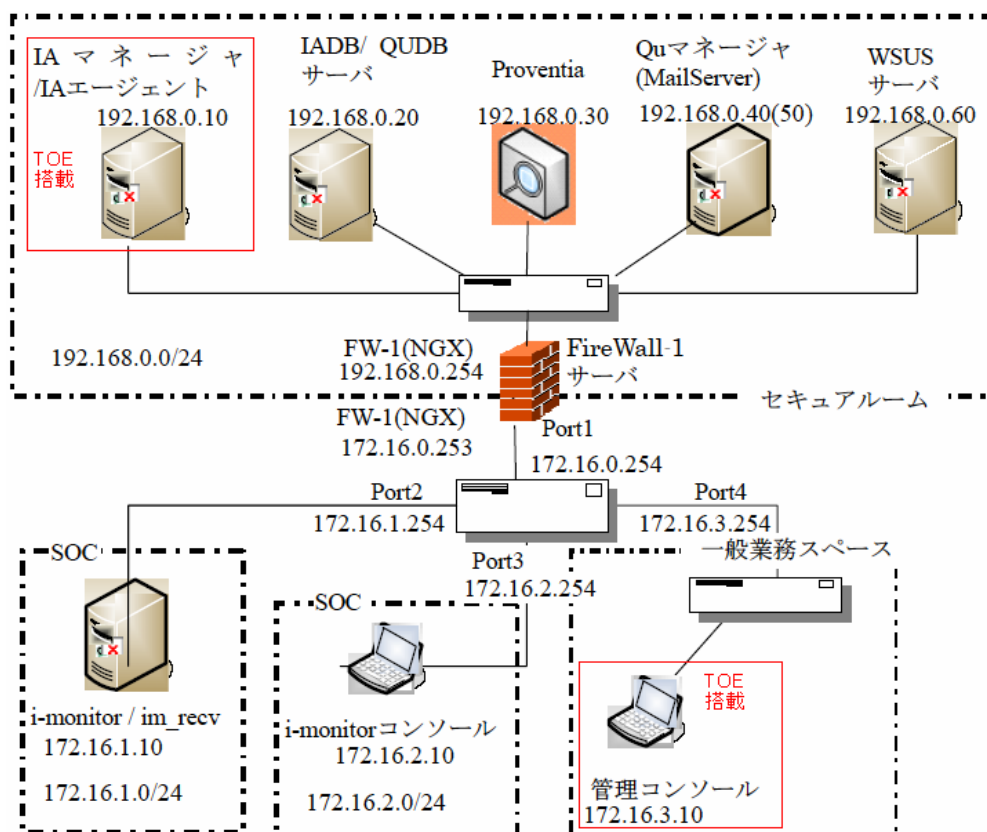 IA マ ネ ー ジ ャ
/IAエージェント
192.168.0.10
TOE
搭載
IADB/ QUDB
サーバ
192.168.0.20
Proventia
192.168.0.30
Quマネージャ
(MailServer)
192.168.0.40(50)
WSUS
サーバ
192.168.0.60
192.168.0.0/24
FW-1(NGX)
192.168.0.254
FireWall-1
サーバ
セキュアルーム
FW-1(NGX)
172.16.0.253
Port1
172.16.0.254
Port2
172.16.1.254
Port4
172.16.3.254
Port3
172.16.2.254
SOC
i-monitor / im_recv
172.16.1.10
172.16.1.0/24
SOC
i-monitorコンソール
172.16.2.10
172.16.2.0/24
一般業務スペース
TOE
搭載
管理コンソール
172.16.3.10